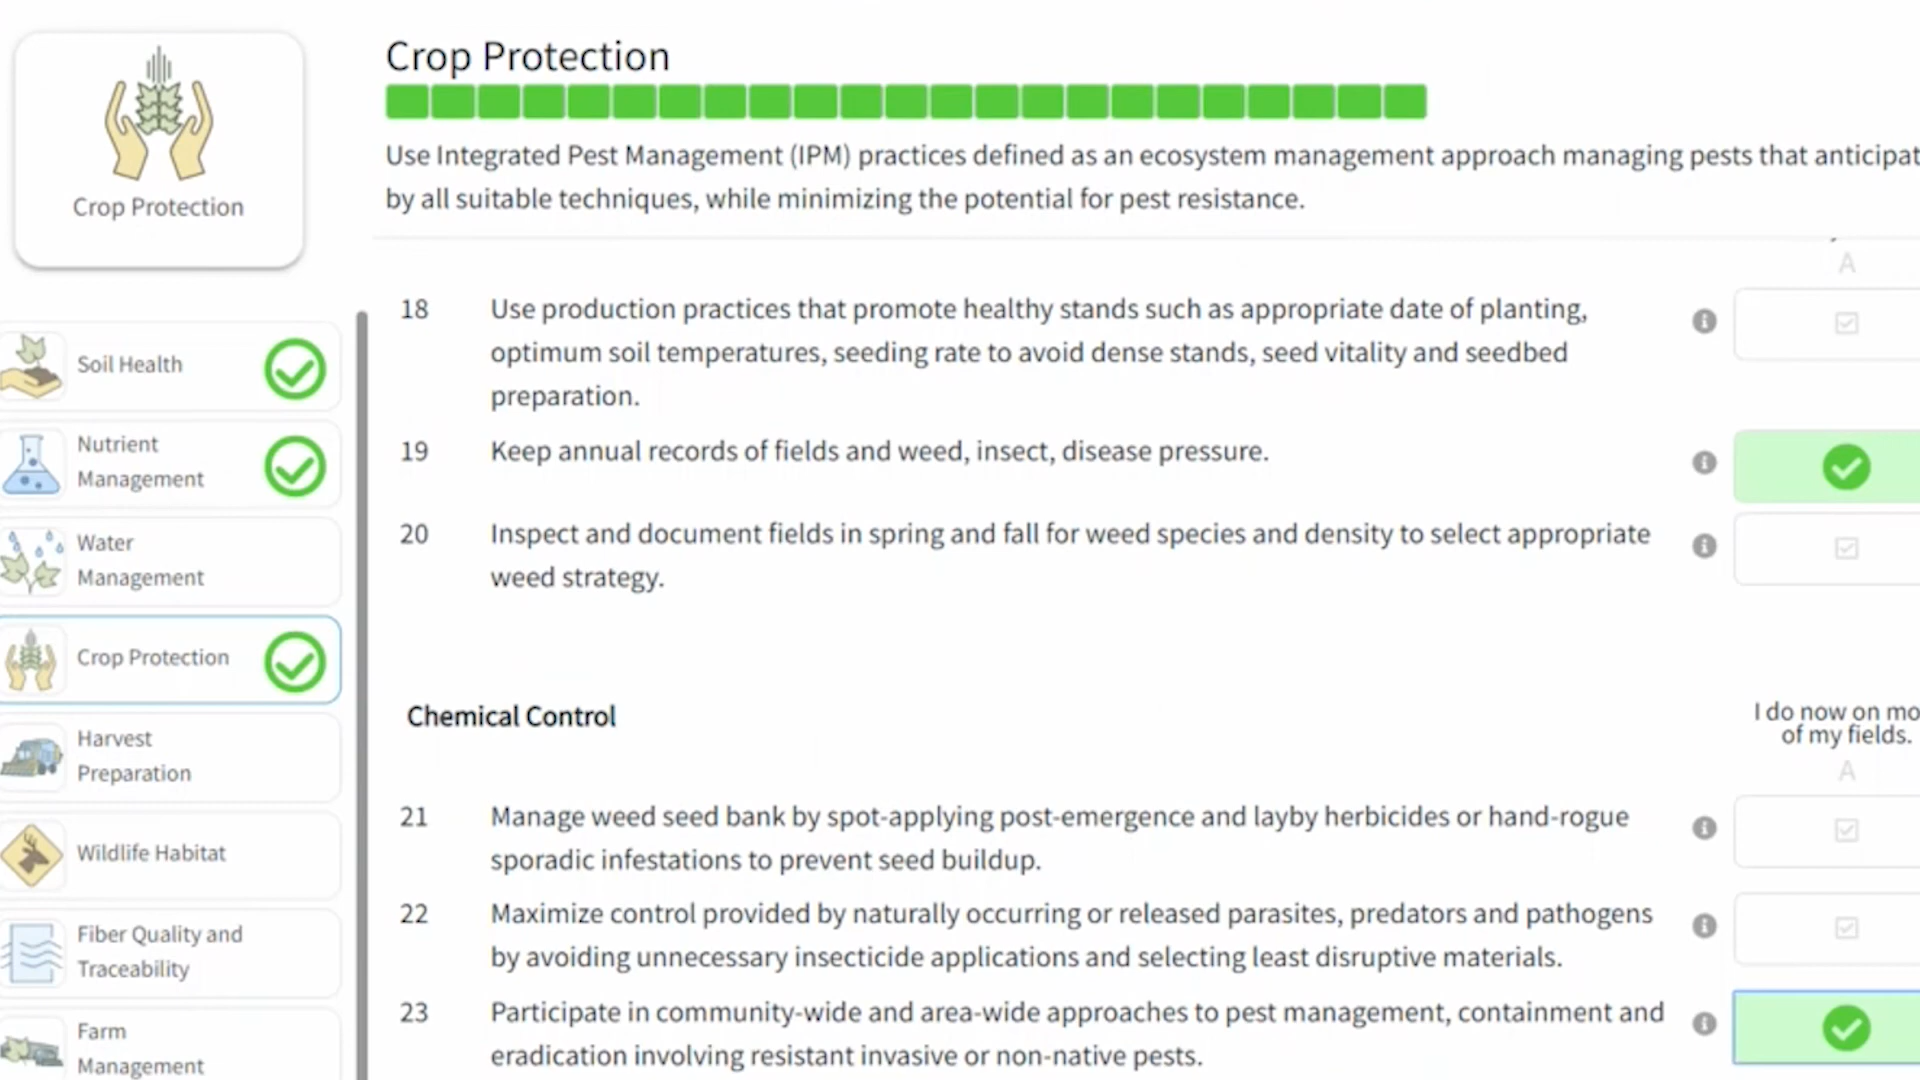 Crop Protection
Use Integrated Pest Management (IPM) practices defined as an ecosystem management approach managing pests that anticipat
by all suitable techniques, while minimizing the potential for pest resistance.
Crop Protection
A
18 Use production practices that promote healthy stands such as appropriate date of planting,
optimum soil temperatures, seeding rate to avoid dense stands, seed vitality and seedbed
preparation.
19 Keep annual records of fields and weed, insect, disease pressure.
20 Inspect and document fields in spring and fall for weed species and density to select appropriate
weed strategy.
Chemical Control
I do now on mo
of my fields.
A
21 Manage weed seed bank by spot-applying post-emergence and layby herbicides or hand-rogue
sporadic infestations to prevent seed buildup.
22 Maximize control provided by naturally occurring or released parasites, predators and pathogens
by avoiding unnecessary insecticide applications and selecting least disruptive materials.
23 Participate in community-wide and area-wide approaches to pest management, containment and
eradication involving resistant invasive or non-native pests.
Soil Health
Nutrient
Management
Water
Management
Crop Protection
Harvest
Preparation
Wildlife Habitat
Fiber Quality and
Traceability
Farm
Management